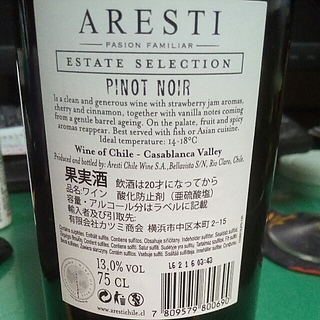 ARESTI
PASION FAMILIAR
ESTATE SELECTION
PINOT NOIR
Is a clean and generous wine with strawberry jam aromas,
cherry and cinnamon, together with vanilla notes coming
from a gentle barrel ageing. On the palate, fruit and spicy
aromas reappear. Best served with fish or Asian cuisine.
Ideal temperature: 14-18°C
Wine of Chile - Casablanca Valley
Produced and bottled by: Aresti Chile Wine S.A., Bellavista S/N, Rio Claro, Chile.
果実酒 飲酒は20才になってから
品名:ワイン 酸化防止剤（亜硫酸塩）
容量・アルコール分はラベルに記載
輸入者及び引取先:
有限会社カツミ商会 横浜市中区本町2-15
13,0% VOL
75 CL
L6 2 1 6 03:43
www.arestichile.cl
7 809579 800690